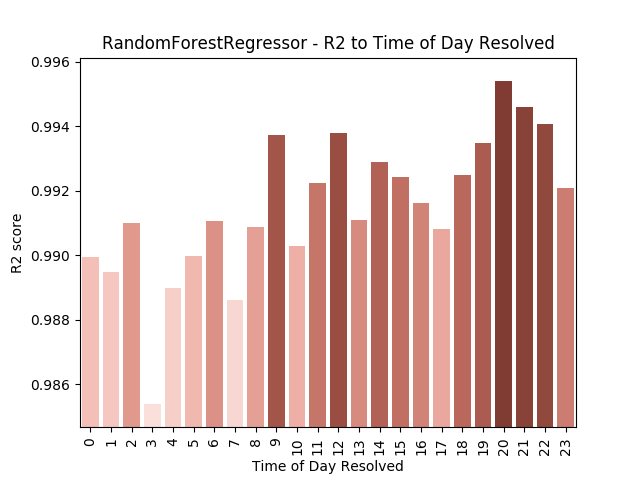 RandomForestRegressor - R2 to Time of Day Resolved
0.996
0.994
0.992
0.990
0.988
0.986
R2 score
0 1 2 3 4 5 6 7 8 9 10 11 12 13 14 15 16 17 18 19 20 21 22 23
Time of Day Resolved